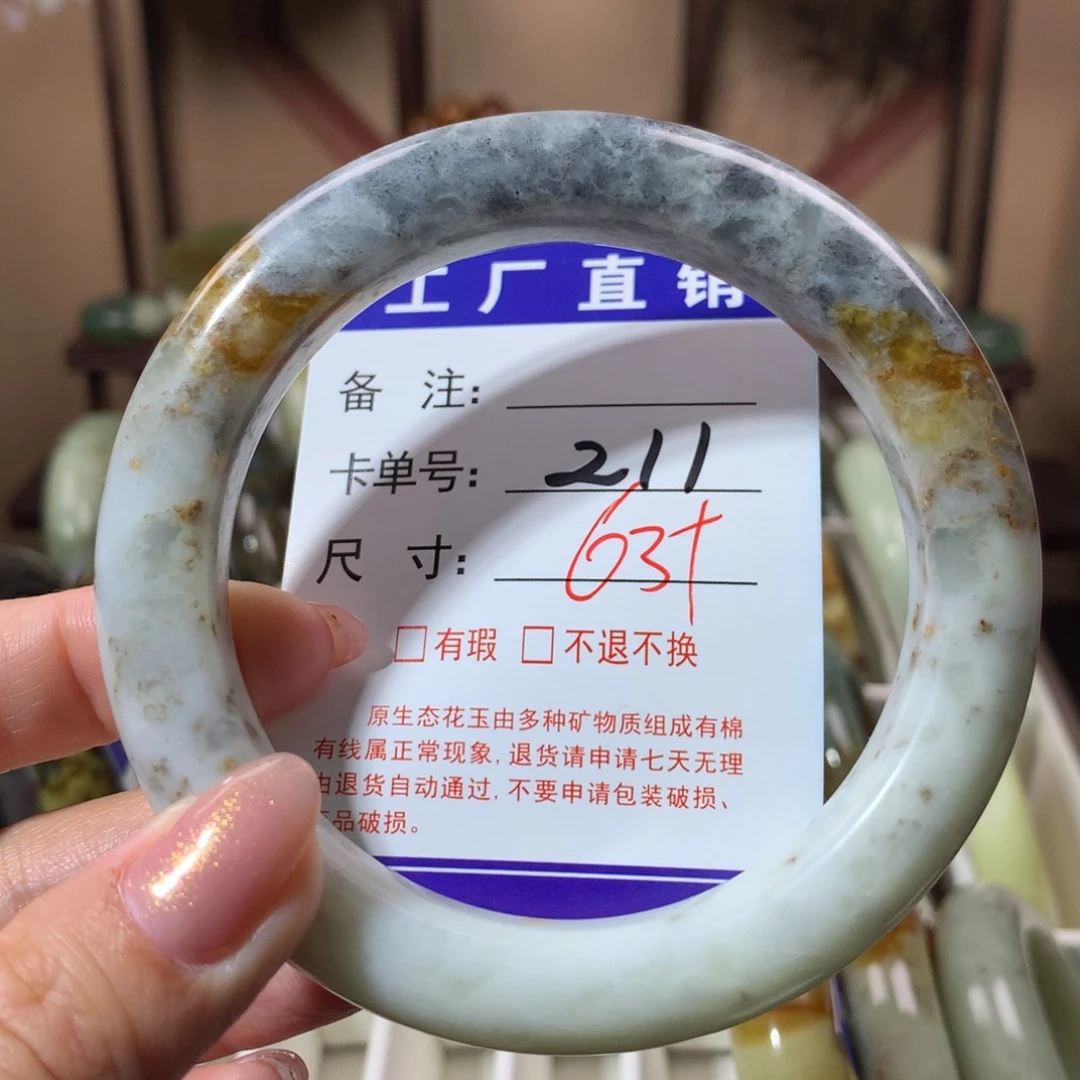 工厂直销
备 注:
卡单号: 211
尺 寸: 63+
□有瑕 □不退不换
原生态花玉由多种矿物质组成有棉
有线属正常现象,退货请申请七天无理
由退货自动通过,不要申请包装破损、
品破损。